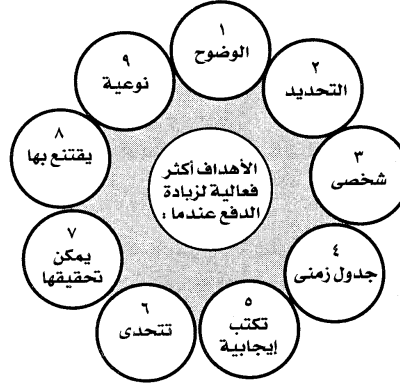 الأهداف أكثر
فعالية لزيادة
الدفع عندما :
١
الوضوح
٢
التحديد
٣
شخصى
٤
جدول زمنى
٥
تكتب
إيجابية
٦
تتحدى
٧
يمكن
تحقيقها
٨
يقتنع بها
٩
نوعية